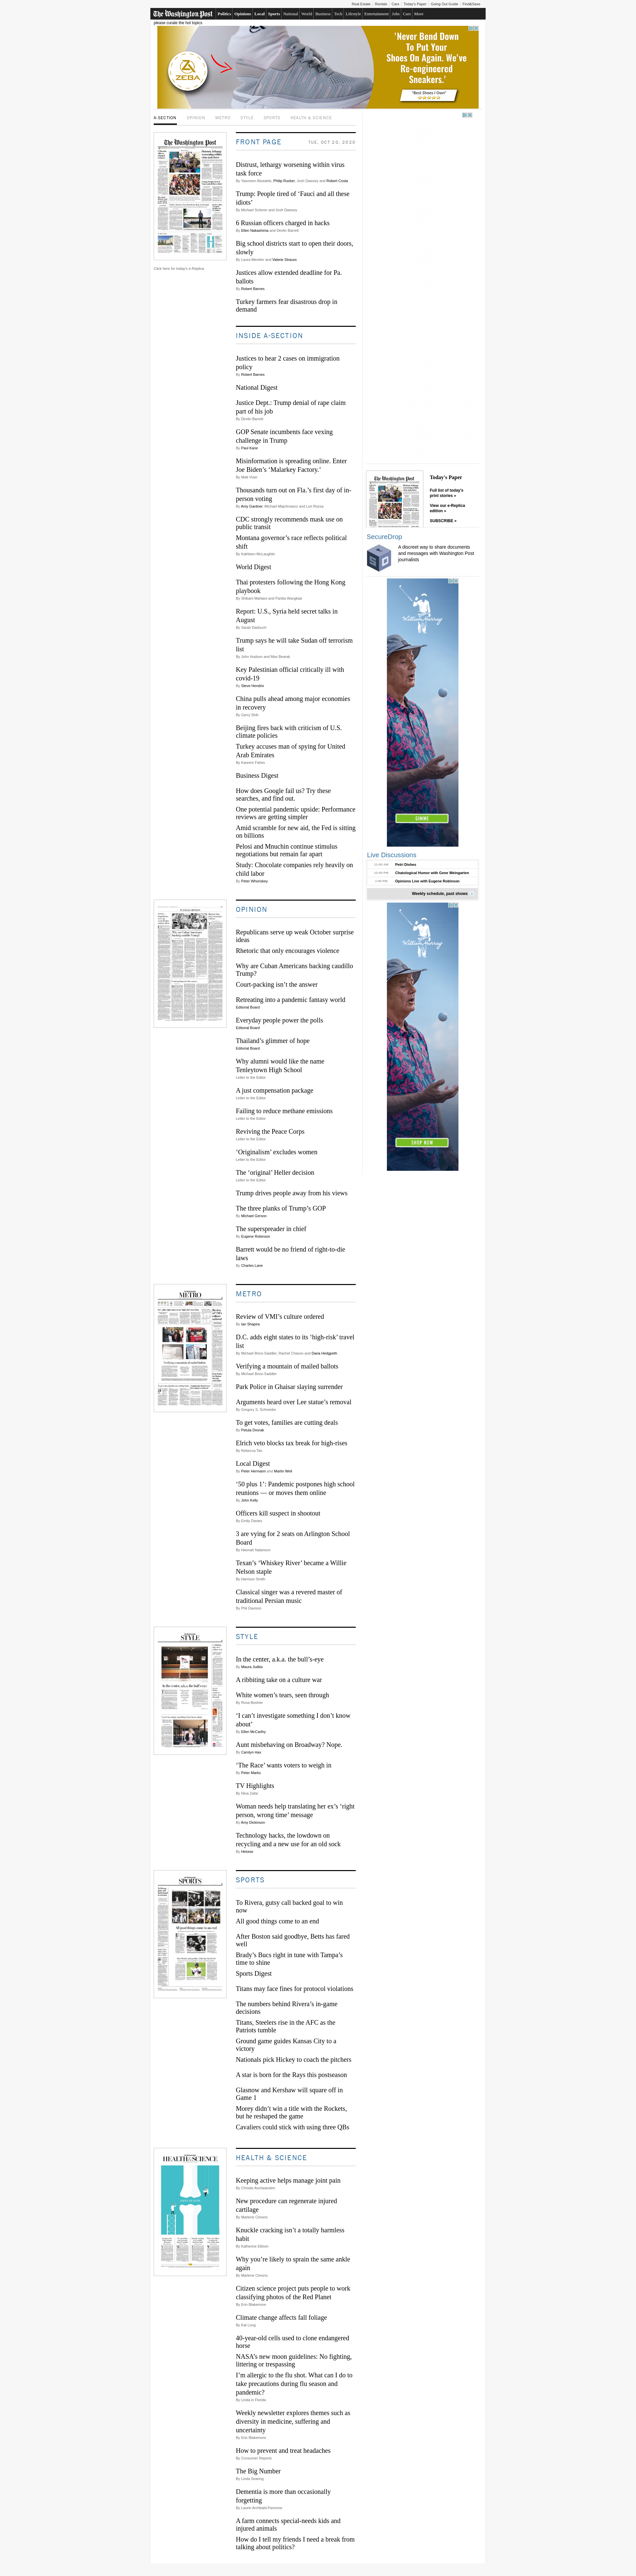 Real Estate Rentals Cars Today's Paper Going Out Guide Find&Save
The Washington Post Politics Opinions Local Sports National World Business Tech Lifestyle Entertainment Jobs Cars More
please curate the hot topics
ZEBA
'Never Bend Down
To Put Your
Shoes On Again. We've
Re-engineered
Sneakers.'
"Best Shoes I Own!"
A-SECTION OPINION METRO STYLE SPORTS HEALTH & SCIENCE
Click here for today's e-Replica
FRONT PAGE TUE, OCT 20, 2020
Distrust, lethargy worsening within virus
task force
By Yasmeen Abutaleb, Philip Rucker, Josh Dawsey and Robert Costa
Trump: People tired of ‘Fauci and all these
idiots’
By Michael Scherer and Josh Dawsey
6 Russian officers charged in hacks
By Ellen Nakashima and Devlin Barrett
Big school districts start to open their doors,
slowly
By Laura Meckler and Valerie Strauss
Justices allow extended deadline for Pa.
ballots
By Robert Barnes
Turkey farmers fear disastrous drop in
demand
INSIDE A-SECTION
Justices to hear 2 cases on immigration
policy
By Robert Barnes
National Digest
Justice Dept.: Trump denial of rape claim
part of his job
By Devlin Barrett
GOP Senate incumbents face vexing
challenge in Trump
By Paul Kane
Misinformation is spreading online. Enter
Joe Biden’s ‘Malarkey Factory.’
By Matt Viser
Thousands turn out on Fla.’s first day of in-
person voting
By Amy Gardner, Michael Majchrowicz and Lori Rozsa
CDC strongly recommends mask use on
public transit
Montana governor’s race reflects political
shift
By Kathleen McLaughlin
World Digest
Thai protesters following the Hong Kong
playbook
By Shibani Mahtani and Paritta Wangkiat
Report: U.S., Syria held secret talks in
August
By Sarah Dadouch
Trump says he will take Sudan off terrorism
list
By John Hudson and Max Bearak
Key Palestinian official critically ill with
covid-19
By Steve Hendrix
China pulls ahead among major economies
in recovery
By Gerry Shih
Beijing fires back with criticism of U.S.
climate policies
Turkey accuses man of spying for United
Arab Emirates
By Kareem Fahim
Business Digest
How does Google fail us? Try these
searches, and find out.
One potential pandemic upside: Performance
reviews are getting simpler
Amid scramble for new aid, the Fed is sitting
on billions
Pelosi and Mnuchin continue stimulus
negotiations but remain far apart
Study: Chocolate companies rely heavily on
child labor
By Peter Whoriskey
OPINION
Republicans serve up weak October surprise
ideas
Rhetoric that only encourages violence
Why are Cuban Americans backing caudillo
Trump?
Court-packing isn’t the answer
Retreating into a pandemic fantasy world
Editorial Board
Everyday people power the polls
Editorial Board
Thailand’s glimmer of hope
Editorial Board
Why alumni would like the name
Tenleytown High School
Letter to the Editor
A just compensation package
Letter to the Editor
Failing to reduce methane emissions
Letter to the Editor
Reviving the Peace Corps
Letter to the Editor
‘Originalism’ excludes women
Letter to the Editor
The ‘original’ Heller decision
Letter to the Editor
Trump drives people away from his views
The three planks of Trump’s GOP
By Michael Gerson
The superspreader in chief
By Eugene Robinson
Barrett would be no friend of right-to-die
laws
By Charles Lane
METRO
Review of VMI’s culture ordered
By Ian Shapira
D.C. adds eight states to its ‘high-risk’ travel
list
By Michael Brice-Saddler, Rachel Chason and Dana Hedgpeth
Verifying a mountain of mailed ballots
By Michael Brice-Saddler
Park Police in Ghaisar slaying surrender
Arguments heard over Lee statue’s removal
By Gregory S. Schneider
To get votes, families are cutting deals
By Petula Dvorak
Elrich veto blocks tax break for high-rises
By Rebecca Tan
Local Digest
By Peter Hermann and Martin Weil
‘50 plus 1’: Pandemic postpones high school
reunions — or moves them online
By John Kelly
Officers kill suspect in shootout
By Emily Davies
3 are vying for 2 seats on Arlington School
Board
By Hannah Natanson
Texan’s ‘Whiskey River’ became a Willie
Nelson staple
By Harrison Smith
Classical singer was a revered master of
traditional Persian music
By Phil Davison
STYLE
In the center, a.k.a. the bull’s-eye
By Maura Judkis
A ribbiting take on a culture war
White women’s tears, seen through
By Rosa Boshier
‘I can’t investigate something I don’t know
about’
By Ellen McCarthy
Aunt misbehaving on Broadway? Nope.
By Carolyn Hax
‘The Race’ wants voters to weigh in
By Peter Marks
TV Highlights
By Nina Zafar
Woman needs help translating her ex’s ‘right
person, wrong time’ message
By Amy Dickinson
Technology hacks, the lowdown on
recycling and a new use for an old sock
By Heloise
SPORTS
To Rivera, gutsy call backed goal to win
now
All good things come to an end
After Boston said goodbye, Betts has fared
well
Brady’s Bucs right in tune with Tampa’s
time to shine
Sports Digest
Titans may face fines for protocol violations
The numbers behind Rivera’s in-game
decisions
Titans, Steelers rise in the AFC as the
Patriots tumble
Ground game guides Kansas City to a
victory
Nationals pick Hickey to coach the pitchers
A star is born for the Rays this postseason
Glasnow and Kershaw will square off in
Game 1
Morey didn’t win a title with the Rockets,
but he reshaped the game
Cavaliers could stick with using three QBs
HEALTH & SCIENCE
Keeping active helps manage joint pain
By Christie Aschwanden
New procedure can regenerate injured
cartilage
By Marlene Cimons
Knuckle cracking isn’t a totally harmless
habit
By Katherine Ellison
Why you’re likely to sprain the same ankle
again
By Marlene Cimons
Citizen science project puts people to work
classifying photos of the Red Planet
By Erin Blakemore
Climate change affects fall foliage
By Kat Long
40-year-old cells used to clone endangered
horse
NASA’s new moon guidelines: No fighting,
littering or trespassing
I’m allergic to the flu shot. What can I do to
take precautions during flu season and
pandemic?
By Linda in Florida
Weekly newsletter explores themes such as
diversity in medicine, suffering and
uncertainty
By Erin Blakemore
How to prevent and treat headaches
By Consumer Reports
The Big Number
By Linda Searing
Dementia is more than occasionally
forgetting
By Laurie Archbald-Pannone
A farm connects special-needs kids and
injured animals
How do I tell my friends I need a break from
talking about politics?
The Washington Post
Today's Paper
Full list of today's
print stories »
View our e-Replica
edition »
SUBSCRIBE »
SecureDrop
A discreet way to share documents
and messages with Washington Post
journalists
William Murray
GIMME
Live Discussions
11:00 AM Petri Dishes
12:00 PM Chatological Humor with Gene Weingarten
1:00 PM Opinions Live with Eugene Robinson
Weekly schedule, past shows
William Murray
SHOP NOW
METRO
STYLE
SPORTS
HEALTH&SCIENCE